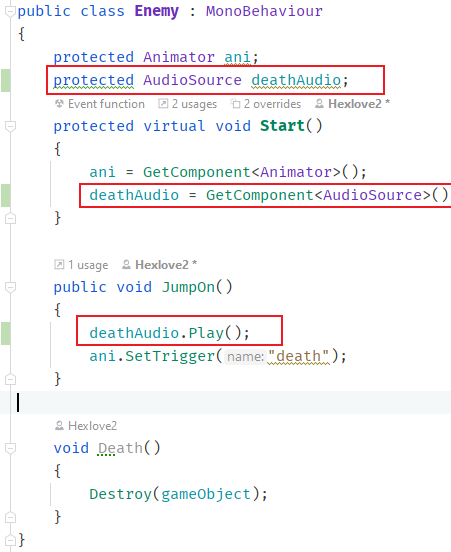 public class Enemy : MonoBehaviour
{
protected Animator ani;
protected AudioSource deathAudio;
Event function 2 usages 2 overrides Hexlove2 *
protected virtual void Start()
{
ani = GetComponent<Animator>();
deathAudio = GetComponent<AudioSource>()
}
1 usage Hexlove2 *
public void JumpOn()
{
deathAudio.Play();
ani.SetTrigger( name: "death");
}
Hexlove2
void Death()
{
Destroy(gameObject);
}
}